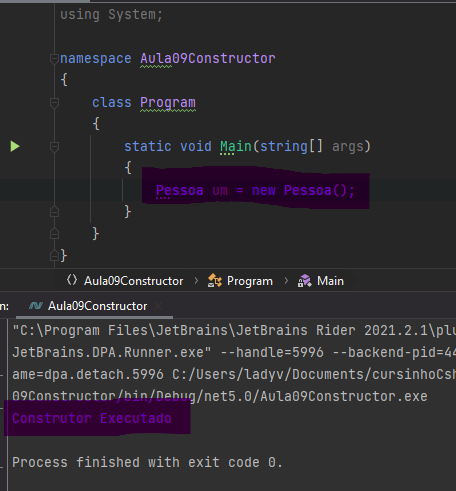 using System;
namespace Aula09Constructor
{
class Program
{
static void Main(string[] args)
{
Pessoa um = new Pessoa();
}
}
}
Aula09Constructor > Program > Main
n: Aula09Constructor ×
"C:\Program Files\JetBrains\JetBrains Rider 2021.2.1\plu
JetBrains.DPA.Runner.exe" --handle=5996 --backend-pid=44
ame=dpa.detach.5996 C:/Users/ladyv/Documents/cursinhoCsh
09Constructor/bin/Debug/net5.0/Aula09Constructor.exe
Construtor Executado
Process finished with exit code 0.